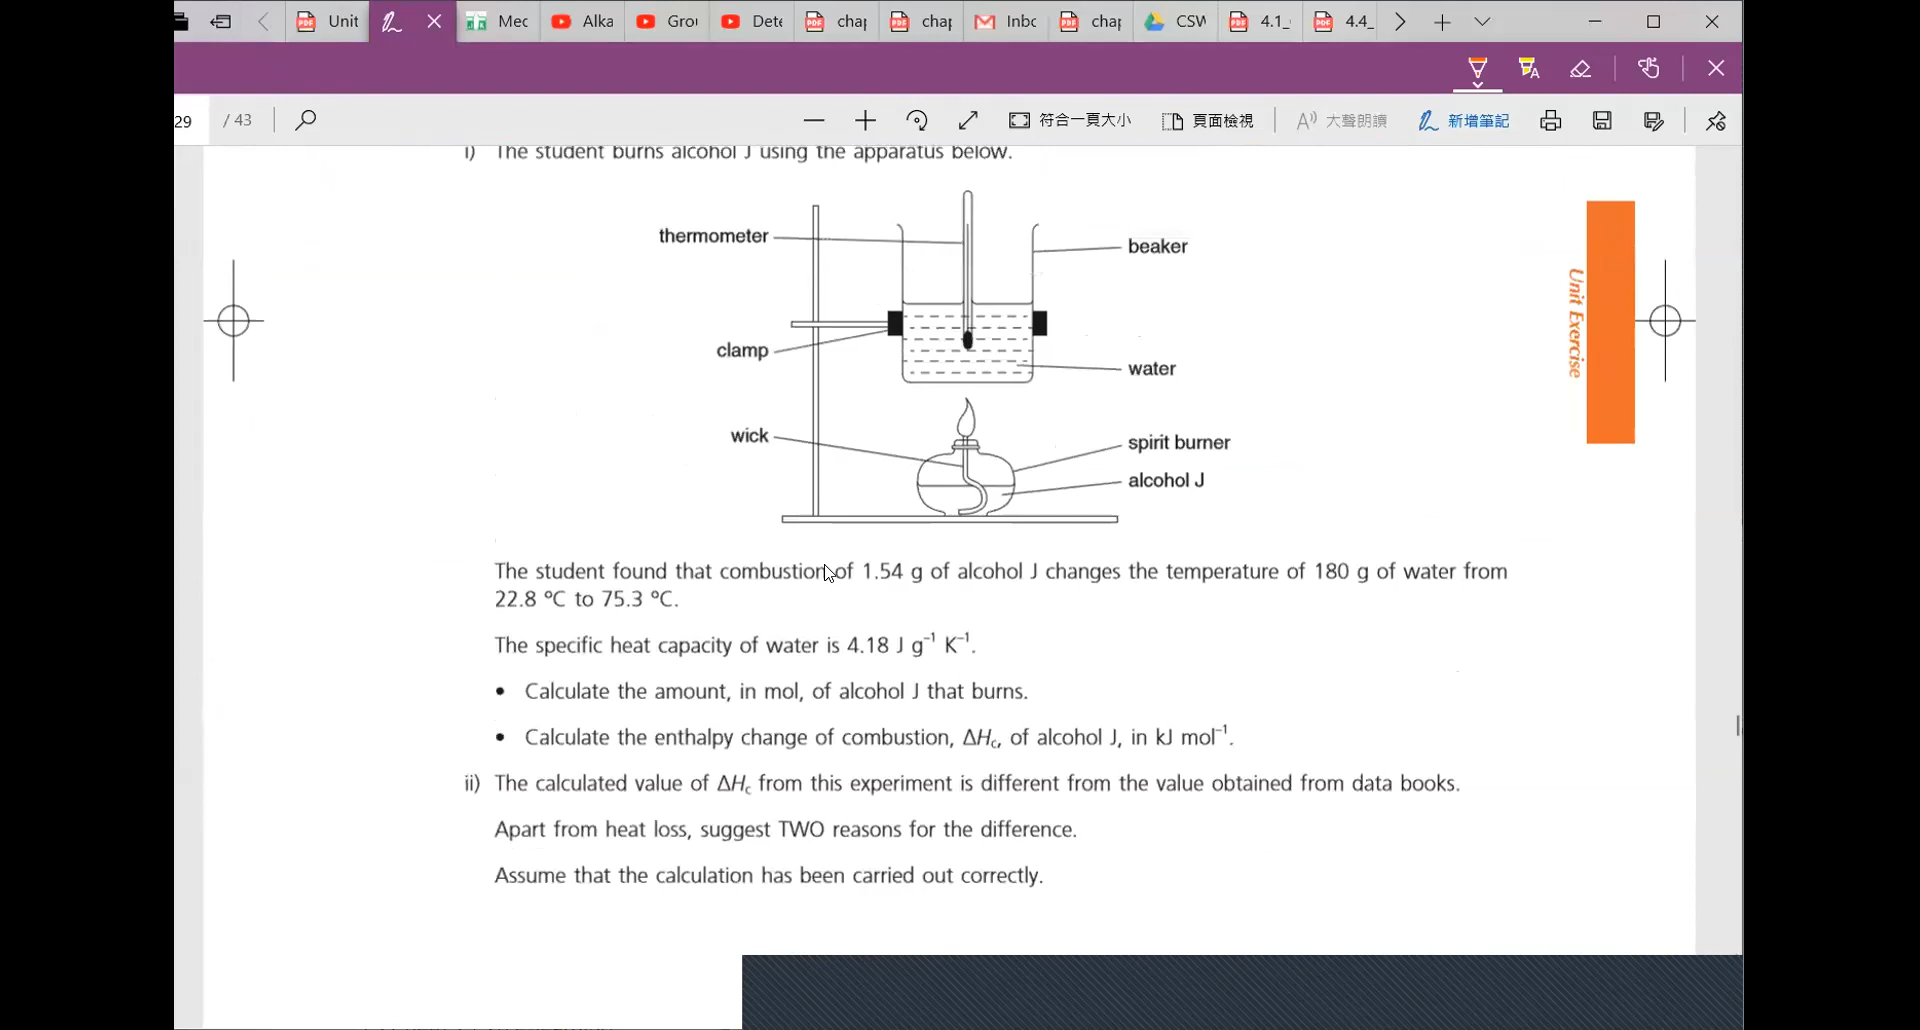 Unit
Mec
Alka
Grou
Dete
chap
chap
Inbc
chap
CSW
4.1_
4.4_
29 / 43
符合一頁大小
頁面檢視
大聲朗讀
新增筆記
i) The student burns alcohol J using the apparatus below.
thermometer
beaker
clamp
water
wick
spirit burner
alcohol J
Unit Exercise
The student found that combustion of 1.54 g of alcohol J changes the temperature of 180 g of water from
22.8 °C to 75.3 °C.
The specific heat capacity of water is 4.18 J g⁻¹ K⁻¹.
• Calculate the amount, in mol, of alcohol J that burns.
• Calculate the enthalpy change of combustion, ΔHc, of alcohol J, in kJ mol⁻¹.
ii) The calculated value of ΔHc from this experiment is different from the value obtained from data books.
Apart from heat loss, suggest TWO reasons for the difference.
Assume that the calculation has been carried out correctly.